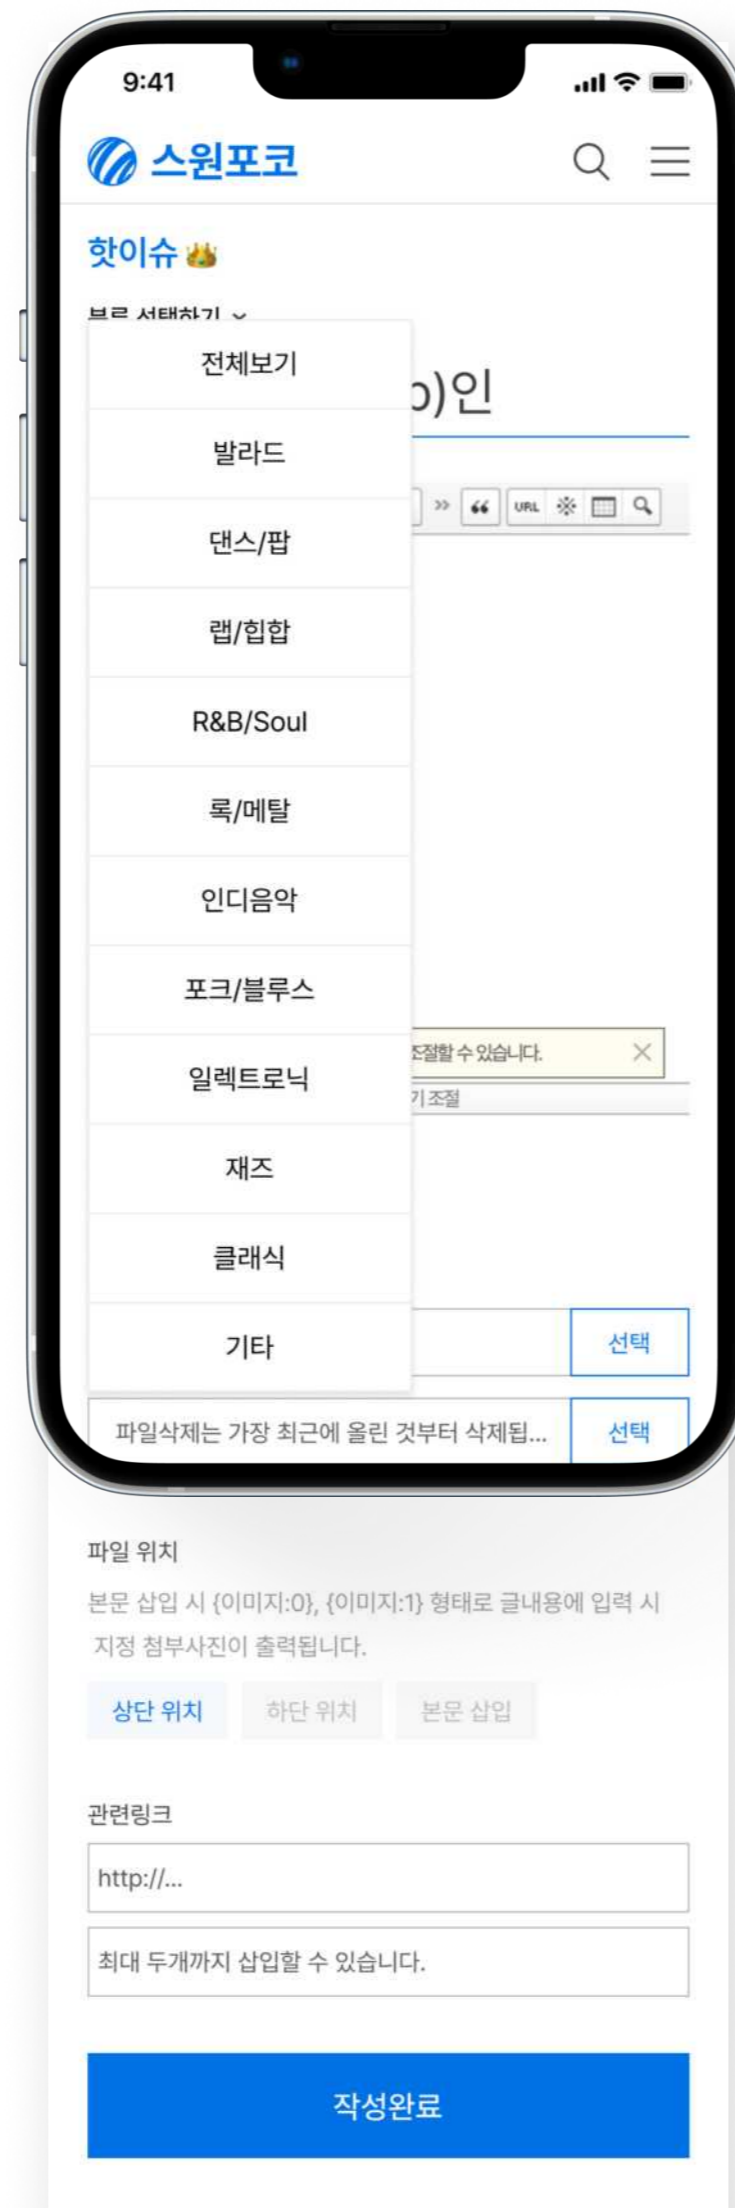 9:41
스원포코
핫이슈
분류 선택하기
전체보기
)인
발라드
URL
댄스/팝
랩/힙합
R&B/Soul
록/메탈
인디음악
포크/블루스
조절할 수 있습니다.
일렉트로닉
기 조절
재즈
클래식
기타
선택
파일삭제는 가장 최근에 올린 것부터 삭제됩...
선택
파일 위치
본문 삽입 시 {이미지:0}, {이미지:1} 형태로 글내용에 입력 시
지정 첨부사진이 출력됩니다.
상단 위치
하단 위치
본문 삽입
관련링크
http://...
최대 두개까지 삽입할 수 있습니다.
작성완료